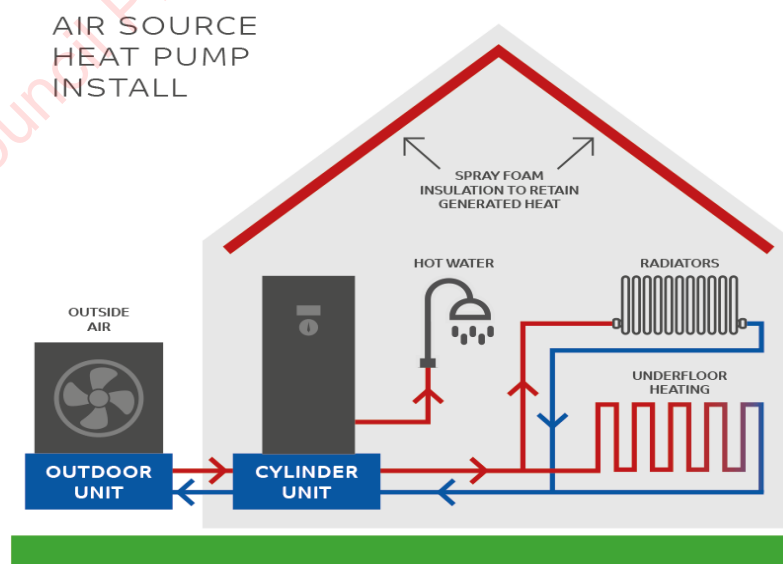 AIR SOURCE
HEAT PUMP
INSTALL
SPRAY FOAM
INSULATION TO RETAIN
GENERATED HEAT
HOT WATER
RADIATORS
OUTSIDE
AIR
UNDERFLOOR
HEATING
OUTDOOR
UNIT
CYLINDER
UNIT